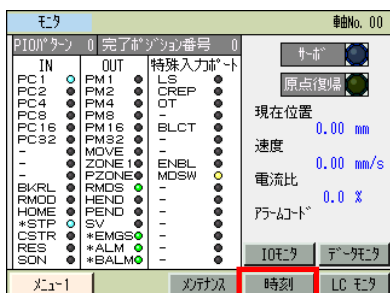 ﾓﾆﾀ 軸No. 00
PIOﾊﾟﾀｰﾝ 0 完了ﾎﾟｼﾞｼｮﾝ番号 0
IN OUT 特殊入力ﾎﾟｰﾄ
PC1 PM1 LS
PC2 PM2 CREP
PC4 PM4 OT
PC8 PM8 -
PC16 PM16 BLCT
PC32 PM32 -
- MOVE -
- ZONE1 ENBL
- PZONE MDSW
BKRL RMDS -
RMOD HEND -
HOME PEND -
*STP SV -
CSTR *EMGS -
RES *ALM -
SON *BALM -
ｻｰﾎﾞ
原点復帰
現在位置
0.00 mm
速度
0.00 mm/s
電流比
0.0 %
ｱﾗｰﾑｺｰﾄﾞ
IOﾓﾆﾀ ﾃﾞｰﾀﾓﾆﾀ
ﾒﾆｭｰ1 ﾒﾝﾃﾅﾝｽ 時刻 LC ﾓﾆﾀ